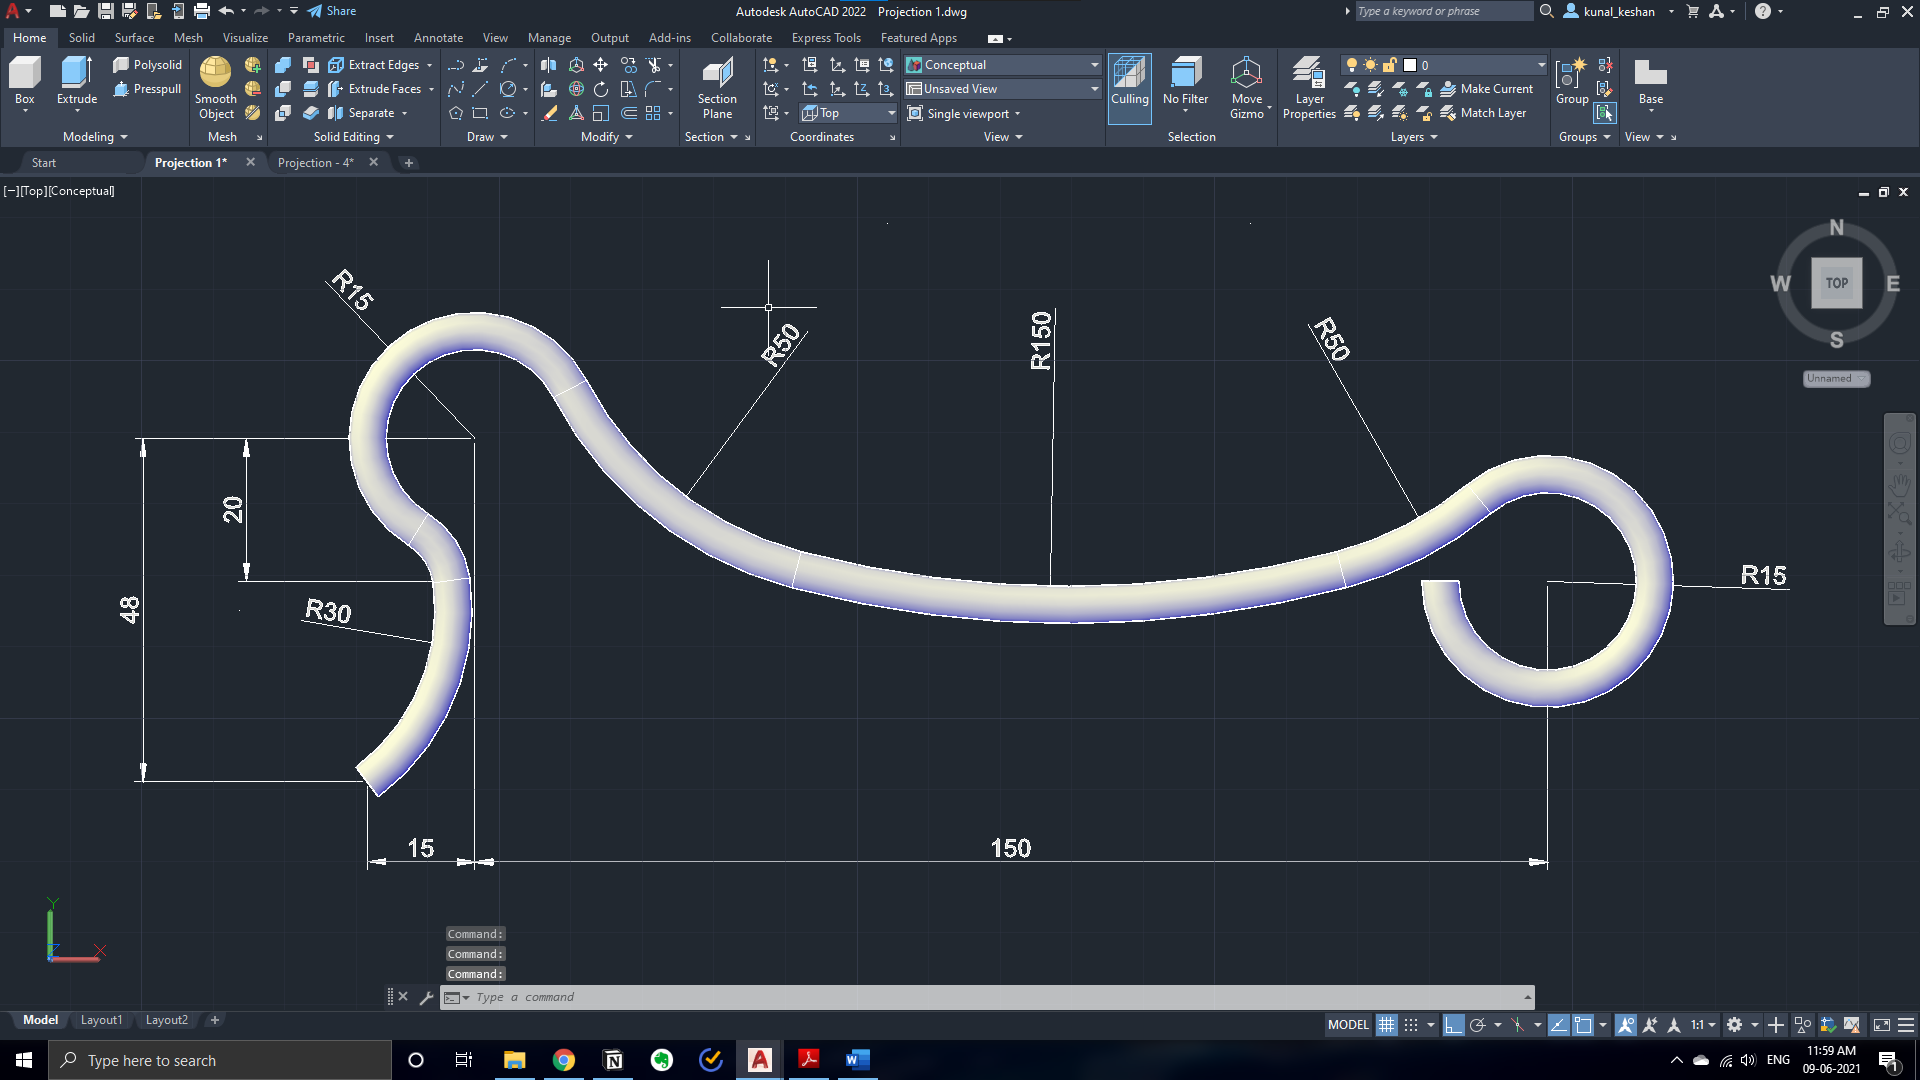 Share
Autodesk AutoCAD 2022 Projection 1.dwg
Type a keyword or phrase
kunal_keshan
Home Solid Surface Mesh Visualize Parametric Insert Annotate View Manage Output Add-ins Collaborate Express Tools Featured Apps
Box
Extrude
Polysolid
Presspull
Modeling
Smooth
Object
Mesh
Extract Edges
Extrude Faces
Separate
Solid Editing
Draw
Modify
Section
Plane
Section
Top
Coordinates
Conceptual
Unsaved View
Single viewport
View
Culling
No Filter
Move
Gizmo
Selection
Layer
Properties
0
Make Current
Match Layer
Layers
Group
Groups
Base
View
Start
Projection 1*
Projection - 4*
[−][Top][Conceptual]
N
W
TOP
E
S
Unnamed
R15
R50
R150
R50
20
48
R30
R15
15
150
Y
X
Command:
Command:
Command:
Type a command
Model Layout1 Layout2
MODEL
1:1
Type here to search
ENG
11:59 AM
09-06-2021
1